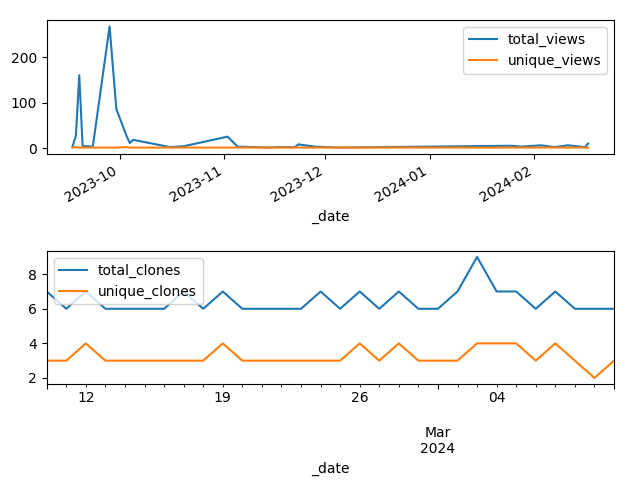 total_views
unique_views
200
100
0
2023-10
2023-11
2023-12
2024-01
2024-02
_date
total_clones
unique_clones
8
6
4
2
12
19
26
04
Mar
2024
_date